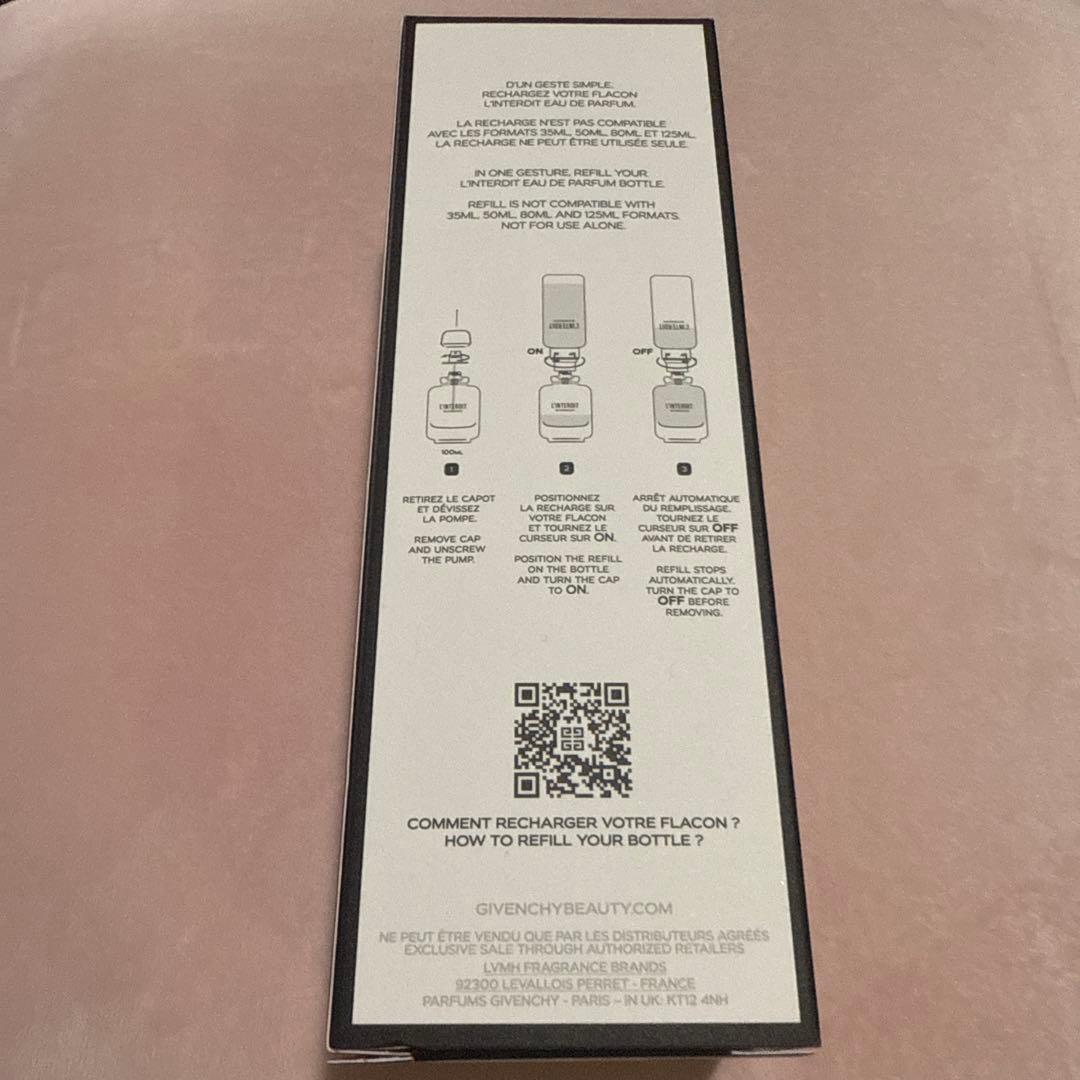 D'UN GESTE SIMPLE,
RECHARGEZ VOTRE FLACON
L'INTERDIT EAU DE PARFUM.
LA RECHARGE N'EST PAS COMPATIBLE
AVEC LES FORMATS 35ML, 50ML, 80ML ET 125ML.
LA RECHARGE NE PEUT ÊTRE UTILISÉE SEULE.
IN ONE GESTURE, REFILL YOUR
L'INTERDIT EAU DE PARFUM BOTTLE.
REFILL IS NOT COMPATIBLE WITH
35ML, 50ML, 80ML AND 125ML FORMATS.
NOT FOR USE ALONE.
L'INTERDIT
100ML
1
RETIREZ LE CAPOT
ET DÉVISSEZ
LA POMPE.
REMOVE CAP
AND UNSCREW
THE PUMP.
L'INTERDIT
ON
L'INTERDIT
2
POSITIONNEZ
LA RECHARGE SUR
VOTRE FLACON
ET TOURNEZ LE
CURSEUR SUR ON.
POSITION THE REFILL
ON THE BOTTLE
AND TURN THE CAP
TO ON.
L'INTERDIT
OFF
L'INTERDIT
3
ARRÊT AUTOMATIQUE
DU REMPLISSAGE.
TOURNEZ LE
CURSEUR SUR OFF
AVANT DE RETIRER
LA RECHARGE.
REFILL STOPS
AUTOMATICALLY.
TURN THE CAP TO
OFF BEFORE
REMOVING.
COMMENT RECHARGER VOTRE FLACON ?
HOW TO REFILL YOUR BOTTLE ?
GIVENCHYBEAUTY.COM
NE PEUT ÊTRE VENDU QUE PAR LES DISTRIBUTEURS AGRÉÉS
EXCLUSIVE SALE THROUGH AUTHORIZED RETAILERS
LVMH FRAGRANCE BRANDS
92300 LEVALLOIS PERRET - FRANCE
PARFUMS GIVENCHY - PARIS - IN UK: KT12 4NH